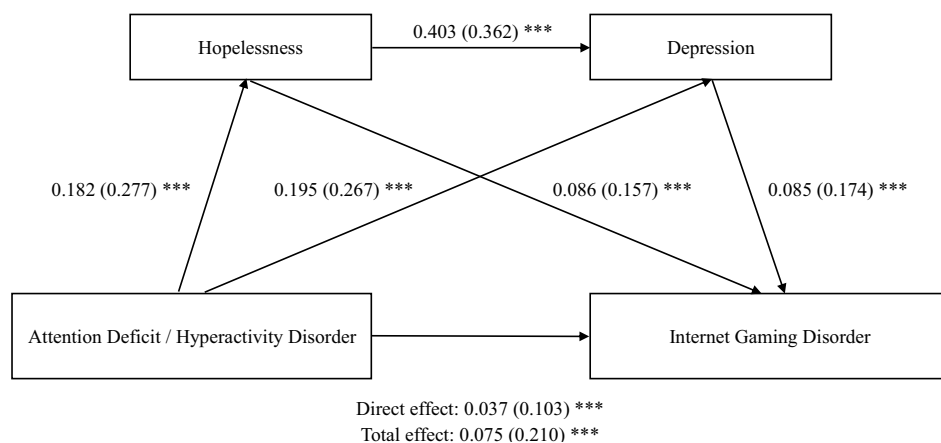 0.403 (0.362) ***
Hopelessness
Depression
0.182 (0.277) ***
0.195 (0.267) ***
0.086 (0.157) ***
0.085 (0.174) ***
Attention Deficit / Hyperactivity Disorder
Internet Gaming Disorder
Direct effect: 0.037 (0.103) ***
Total effect: 0.075 (0.210) ***